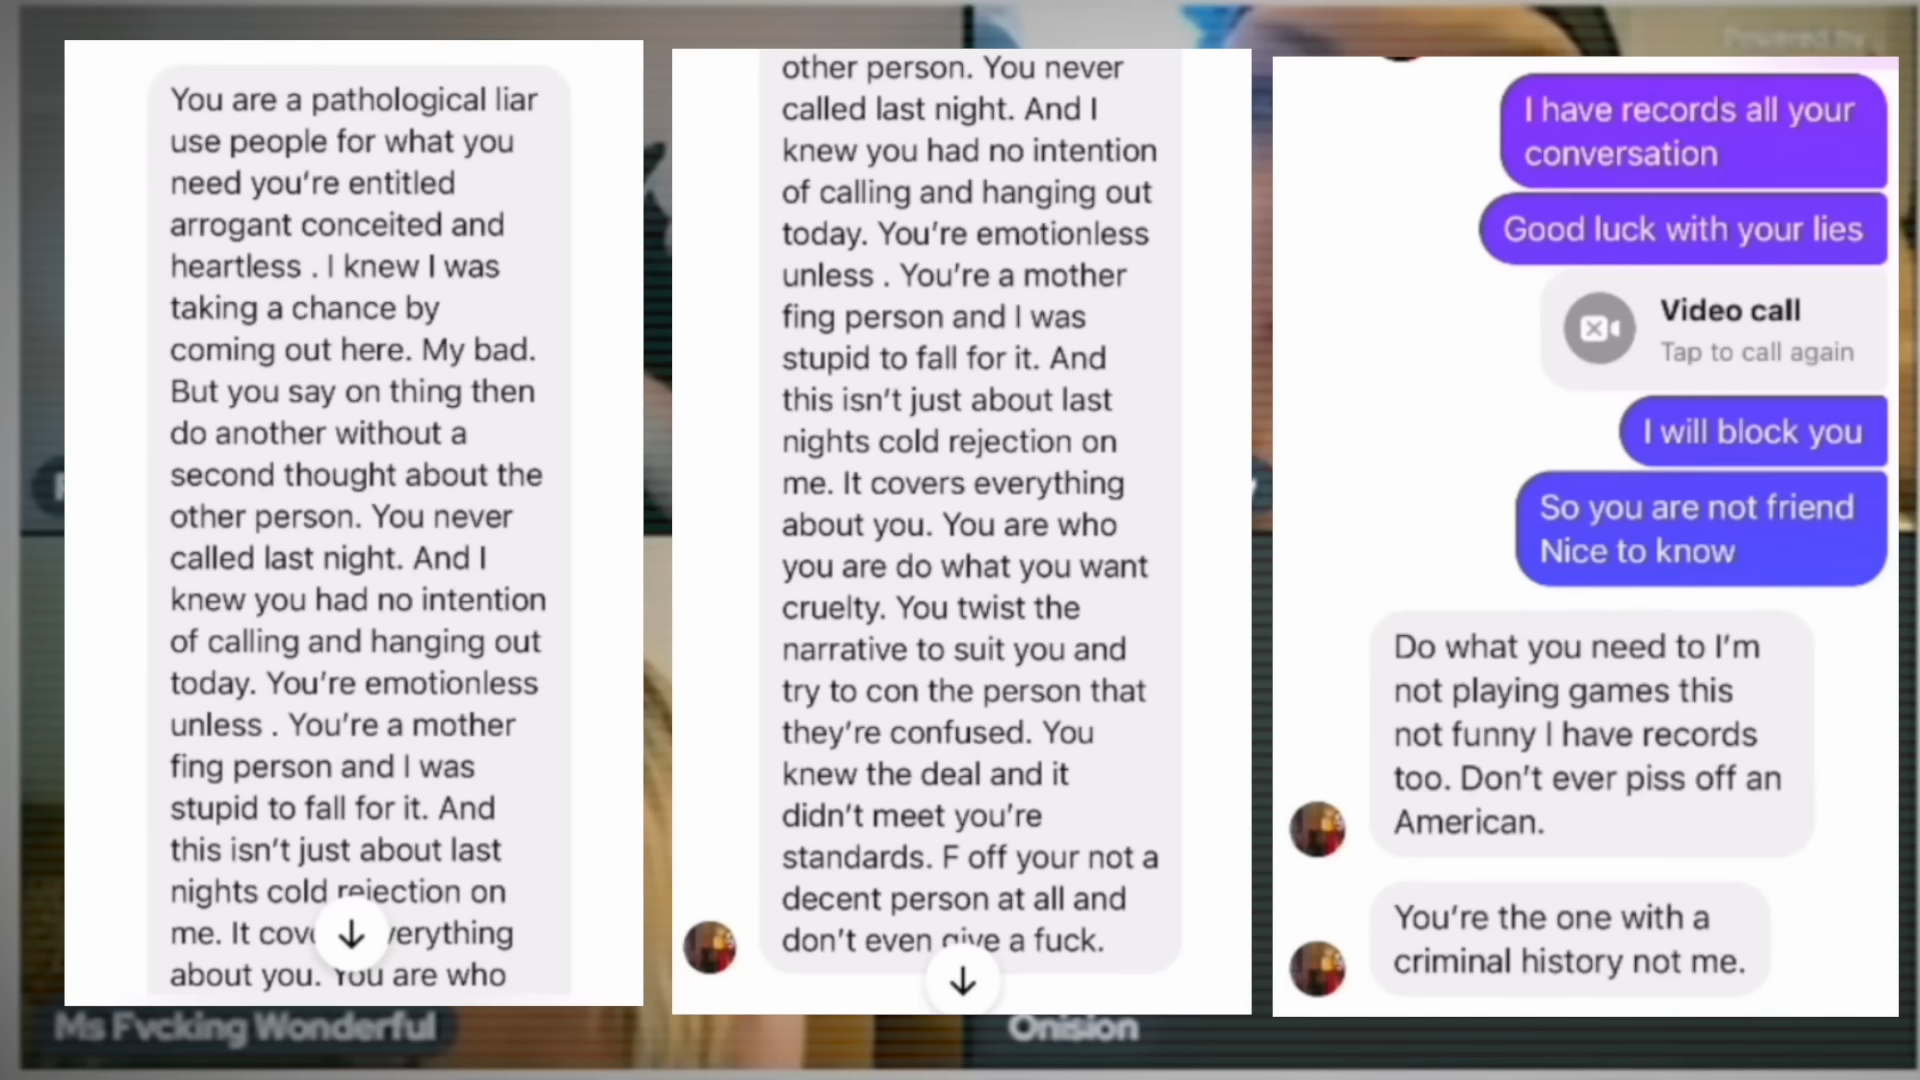 Powered by
You are a pathological liar
use people for what you
need you’re entitled
arrogant conceited and
heartless . I knew I was
taking a chance by
coming out here. My bad.
But you say on thing then
do another without a
second thought about the
other person. You never
called last night. And I
knew you had no intention
of calling and hanging out
today. You’re emotionless
unless . You’re a mother
fing person and I was
stupid to fall for it. And
this isn’t just about last
nights cold rejection on
me. It everything
about you. You are who
other person. You never
called last night. And I
knew you had no intention
of calling and hanging out
today. You’re emotionless
unless . You’re a mother
fing person and I was
stupid to fall for it. And
this isn’t just about last
nights cold rejection on
me. It covers everything
about you. You are who
you are do what you want
cruelty. You twist the
narrative to suit you and
try to con the person that
they’re confused. You
knew the deal and it
didn’t meet you’re
standards. F off your not a
decent person at all and
don’t even give a fuck.
I have records all your
conversation
Good luck with your lies
Video call
Tap to call again
I will block you
So you are not friend
Nice to know
Do what you need to I’m
not playing games this
not funny I have records
too. Don’t ever piss off an
American.
You’re the one with a
criminal history not me.
Ms Fvcking Wonderful
Onision